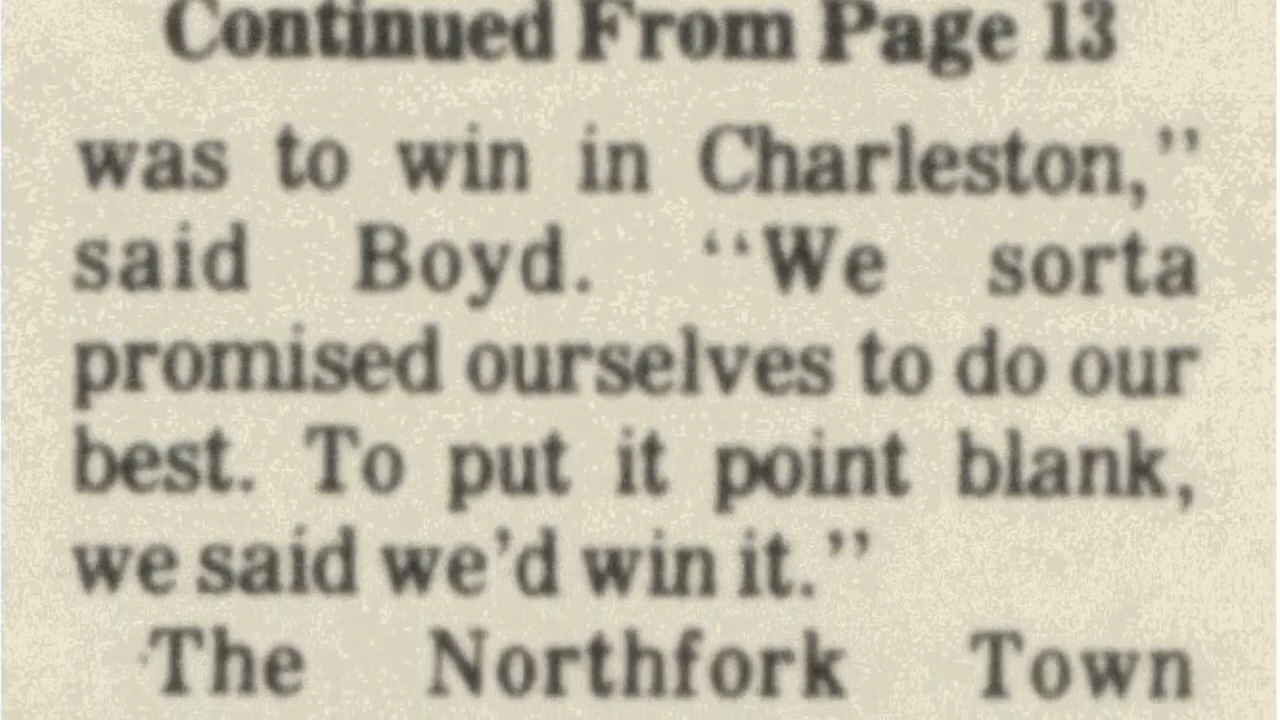 Continued From Page 13
was to win in Charleston,’’
said Boyd. ‘‘We sorta
promised ourselves to do our
best. To put it point blank,
we said we’d win it.’’
The Northfork Town